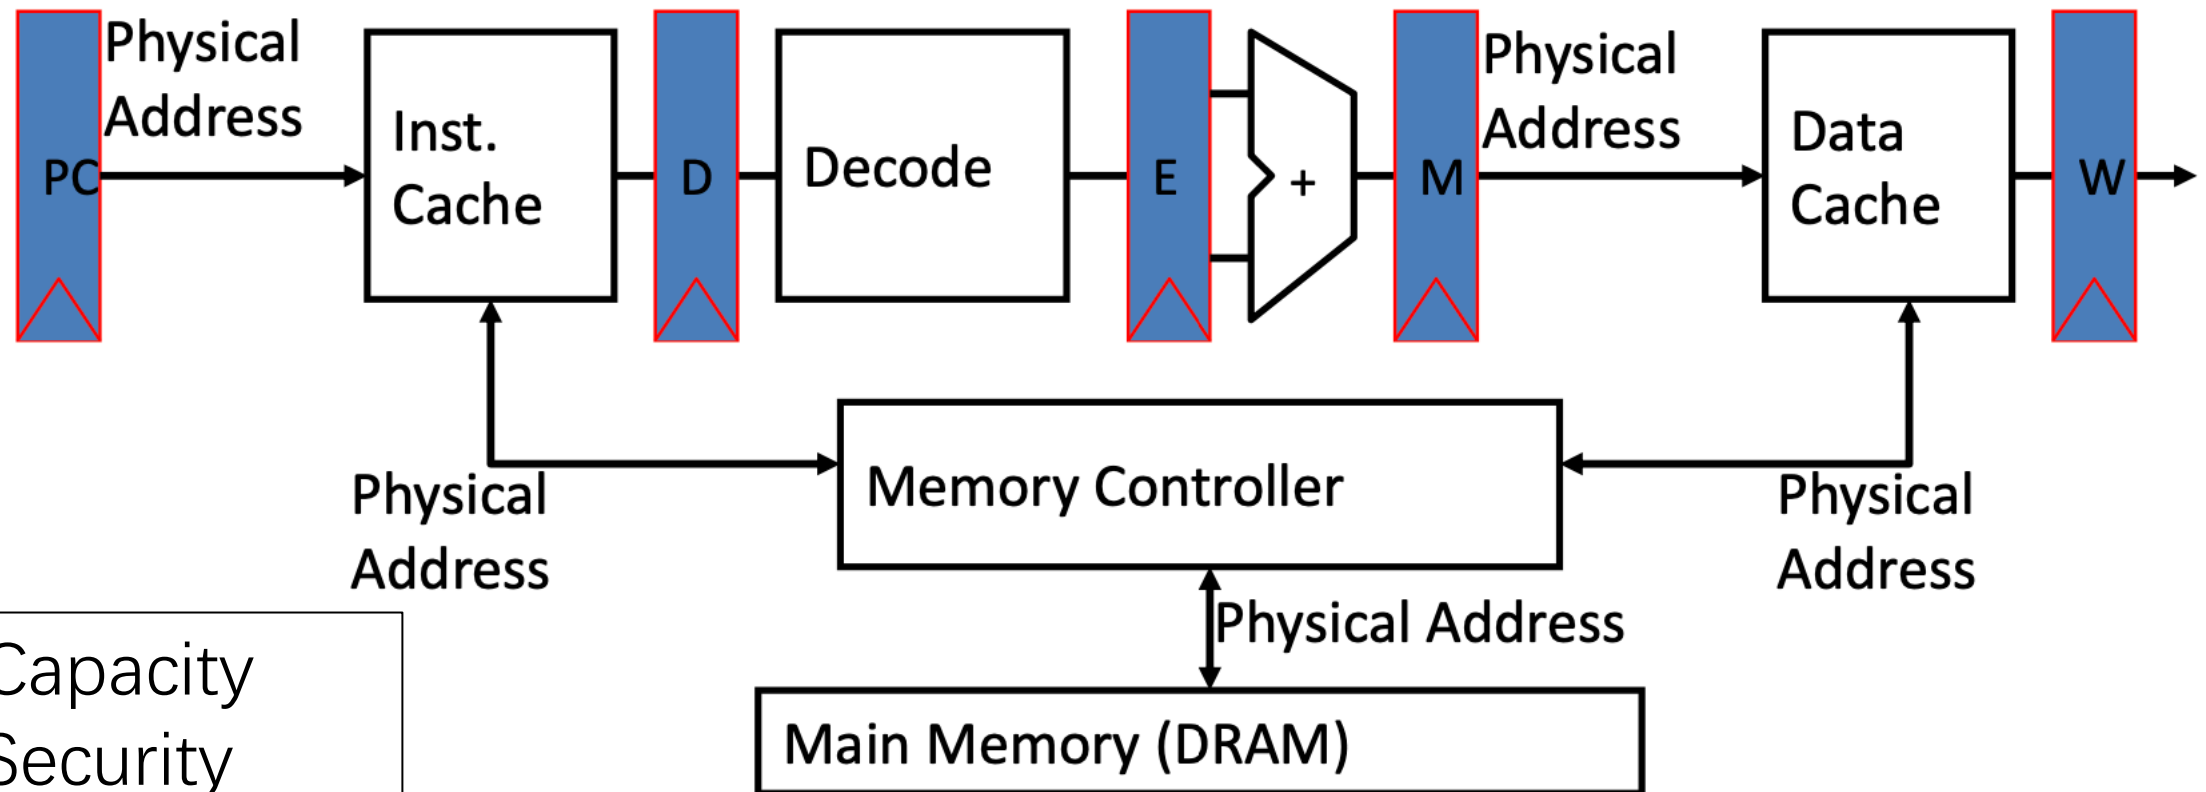 Physical
Address
PC
Inst.
Cache
D
Decode
E
+
M
Physical
Address
Data
Cache
W
Physical
Address
Memory Controller
Physical
Address
Physical Address
Main Memory (DRAM)
Capacity
Security